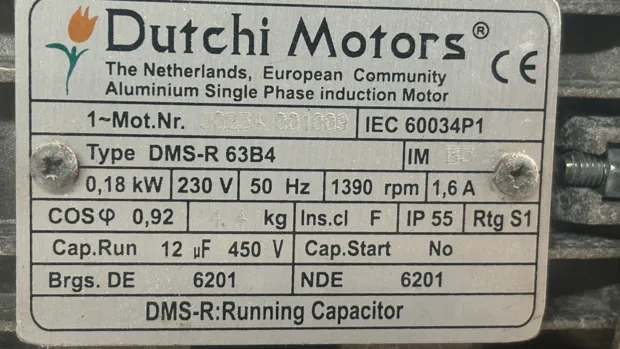 Dutchi Motors® CE
The Netherlands, European Community
Aluminium Single Phase induction Motor
1~Mot.Nr. 001009 IEC 60034P1
Type DMS-R 63B4 IM
0,18 kW 230 V 50 Hz 1390 rpm 1,6 A
COSφ 0,92 4,4 kg Ins.cl F IP 55 Rtg S1
Cap.Run 12 µF 450 V Cap.Start No
Brgs. DE 6201 NDE 6201
DMS-R:Running Capacitor